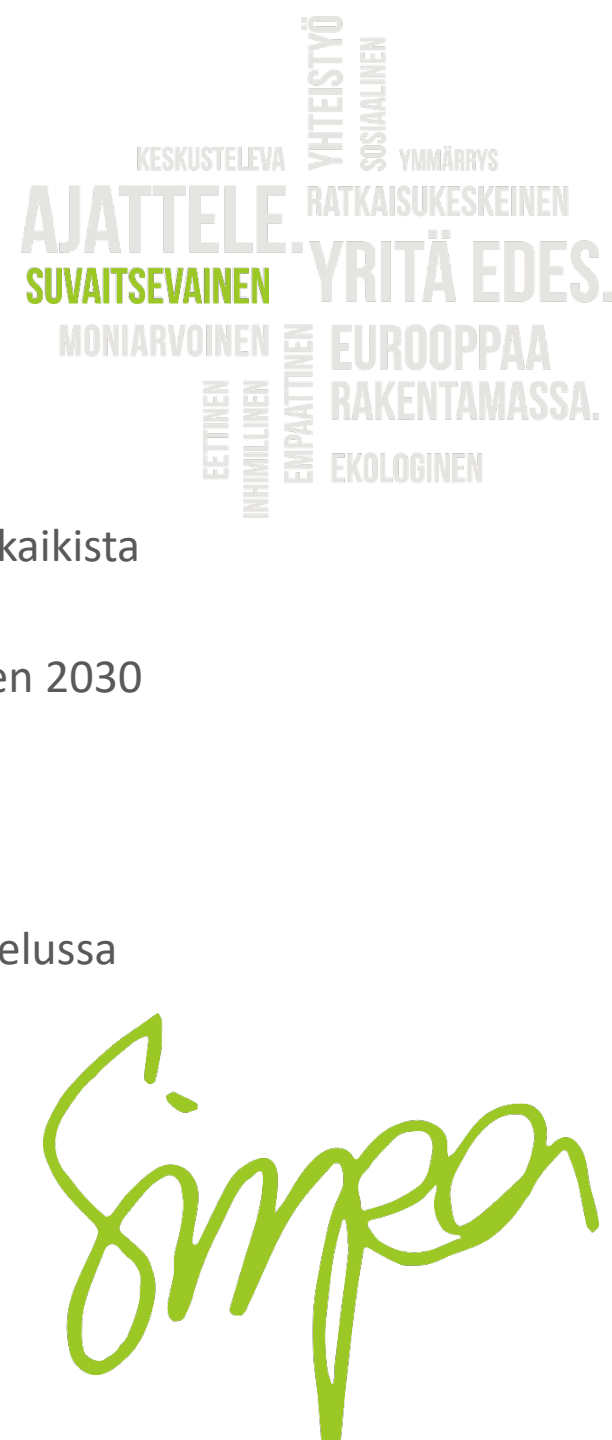 YHTEISTYÖ
SOSIAALINEN
KESKUSTELEVA
YMMÄRRYS
AJATTELE.
RATKAISUKESKEINEN
SUVAITSEVAINEN
YRITÄ EDES.
MONIARVOINEN
EETTINEN
INHIMILLINEN
EMPAATTINEN
EUROOPPAA
RAKENTAMASSA.
EKOLOGINEN
kaikista
en 2030
elussa
Simpa